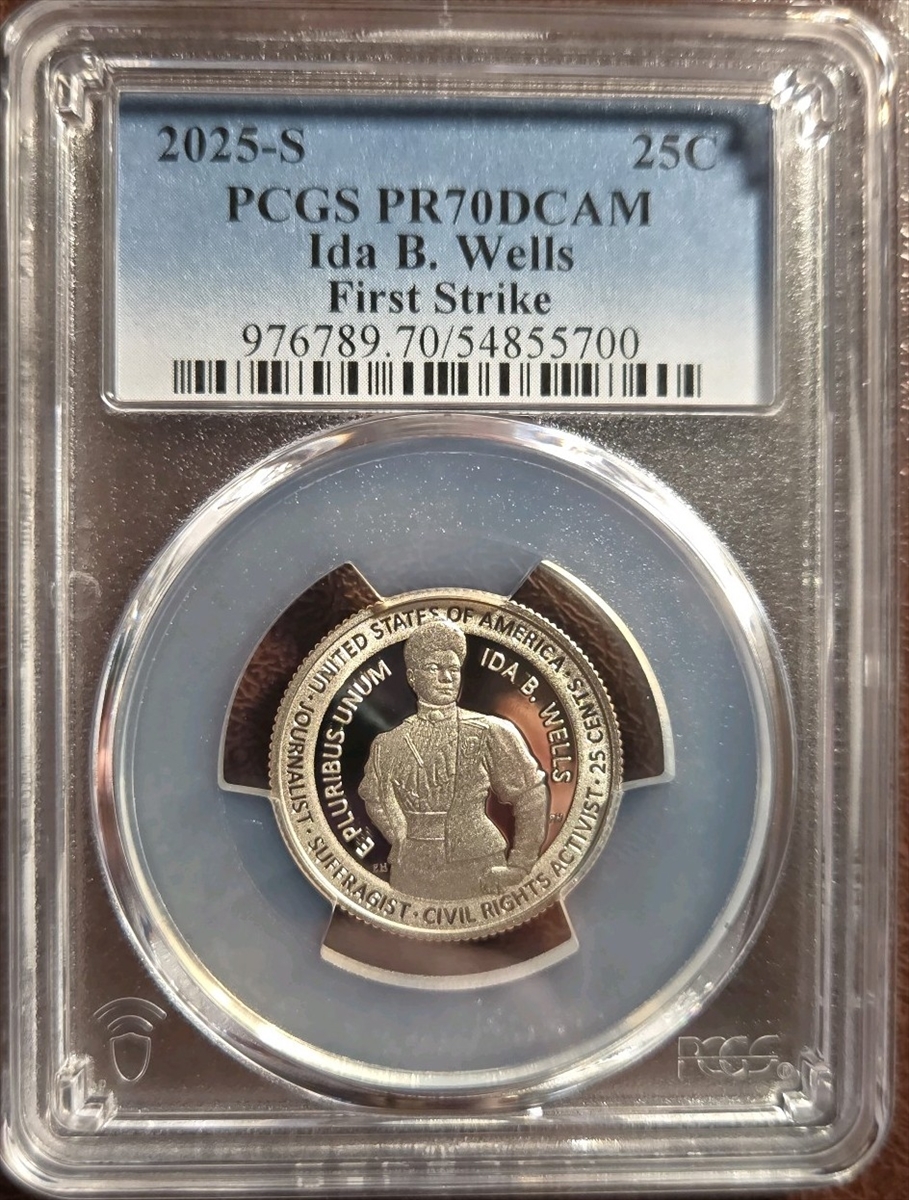 2025-S 25C
PCGS PR70DCAM
Ida B. Wells
First Strike
976789.70/54855700
UNITED STATES OF AMERICA · 25 CENTS
E·PLURIBUS·UNUM
IDA B. WELLS
JOURNALIST · SUFFRAGIST · CIVIL RIGHTS ACTIVIST
PCGS